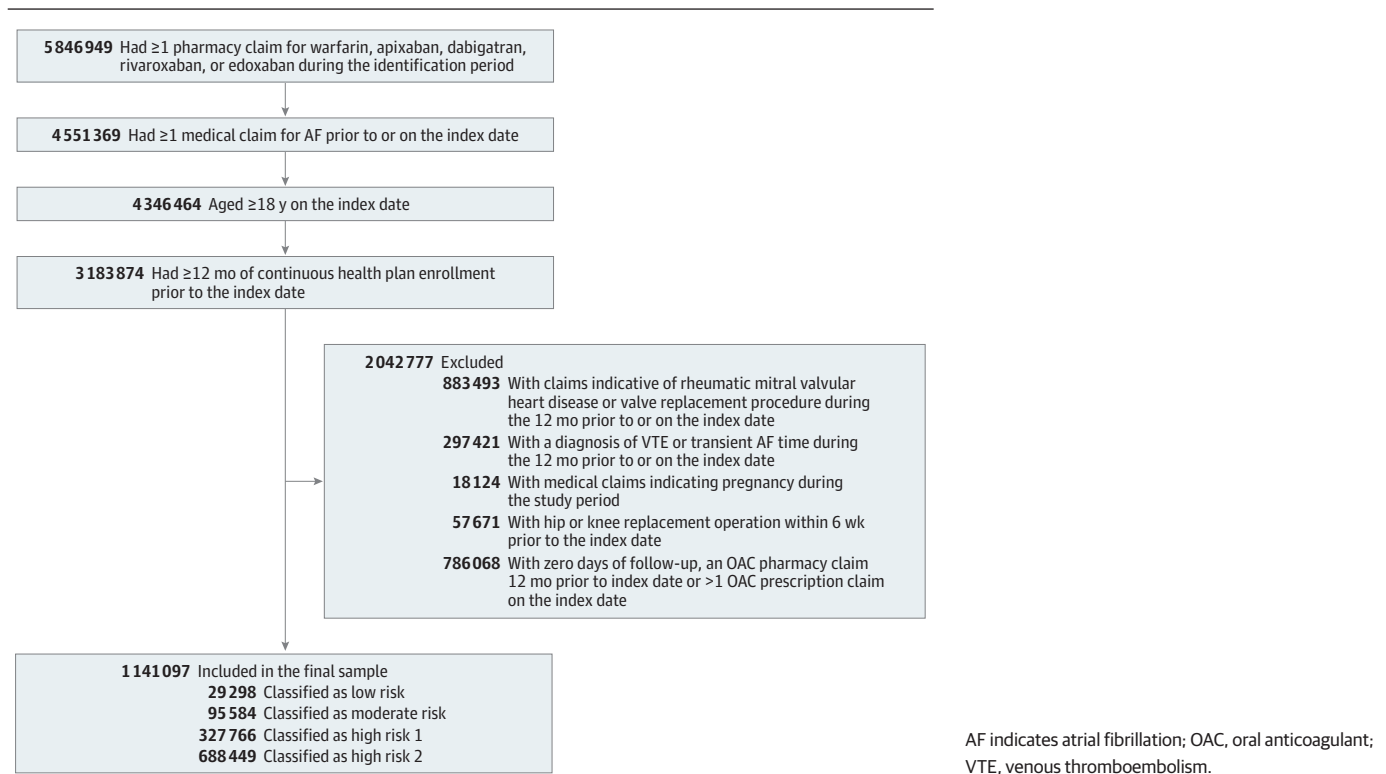 5846949 Had ≥1 pharmacy claim for warfarin, apixaban, dabigatran,
rivaroxaban, or edoxaban during the identification period
4551369 Had ≥1 medical claim for AF prior to or on the index date
4346464 Aged ≥18 y on the index date
3183874 Had ≥12 mo of continuous health plan enrollment
prior to the index date
2042777 Excluded
883493 With claims indicative of rheumatic mitral valvular
heart disease or valve replacement procedure during
the 12 mo prior to or on the index date
297421 With a diagnosis of VTE or transient AF time during
the 12 mo prior to or on the index date
18124 With medical claims indicating pregnancy during
the study period
57671 With hip or knee replacement operation within 6 wk
prior to the index date
786068 With zero days of follow-up, an OAC pharmacy claim
12 mo prior to index date or >1 OAC prescription claim
on the index date
1141097 Included in the final sample
29298 Classified as low risk
95584 Classified as moderate risk
327766 Classified as high risk 1
688449 Classified as high risk 2
AF indicates atrial fibrillation; OAC, oral anticoagulant;
VTE, venous thromboembolism.